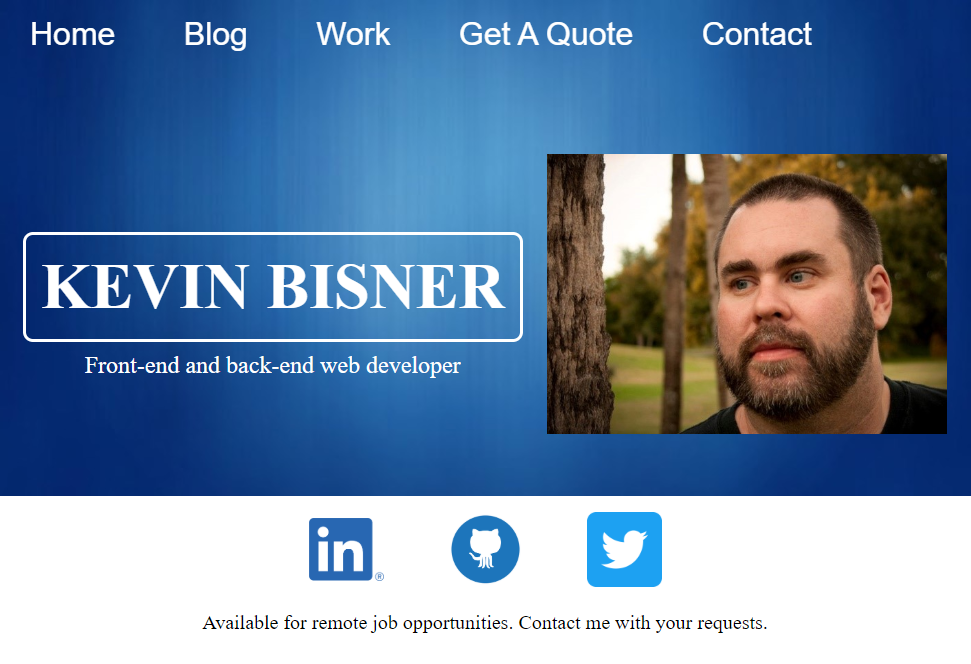 Home Blog Work Get A Quote Contact
KEVIN BISNER
Front-end and back-end web developer
in ®
Available for remote job opportunities. Contact me with your requests.